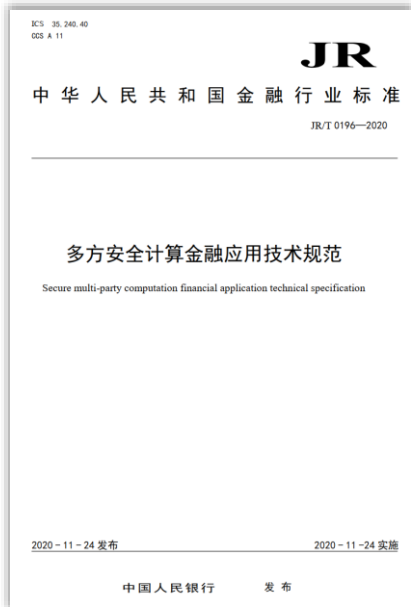 ICS 35.240.40
CCS A 11
JR
中华人民共和国金融行业标准
JR/T 0196—2020
多方安全计算金融应用技术规范
Secure multi-party computation financial application technical specification
2020-11-24 发布 2020-11-24 实施
中国人民银行 发布